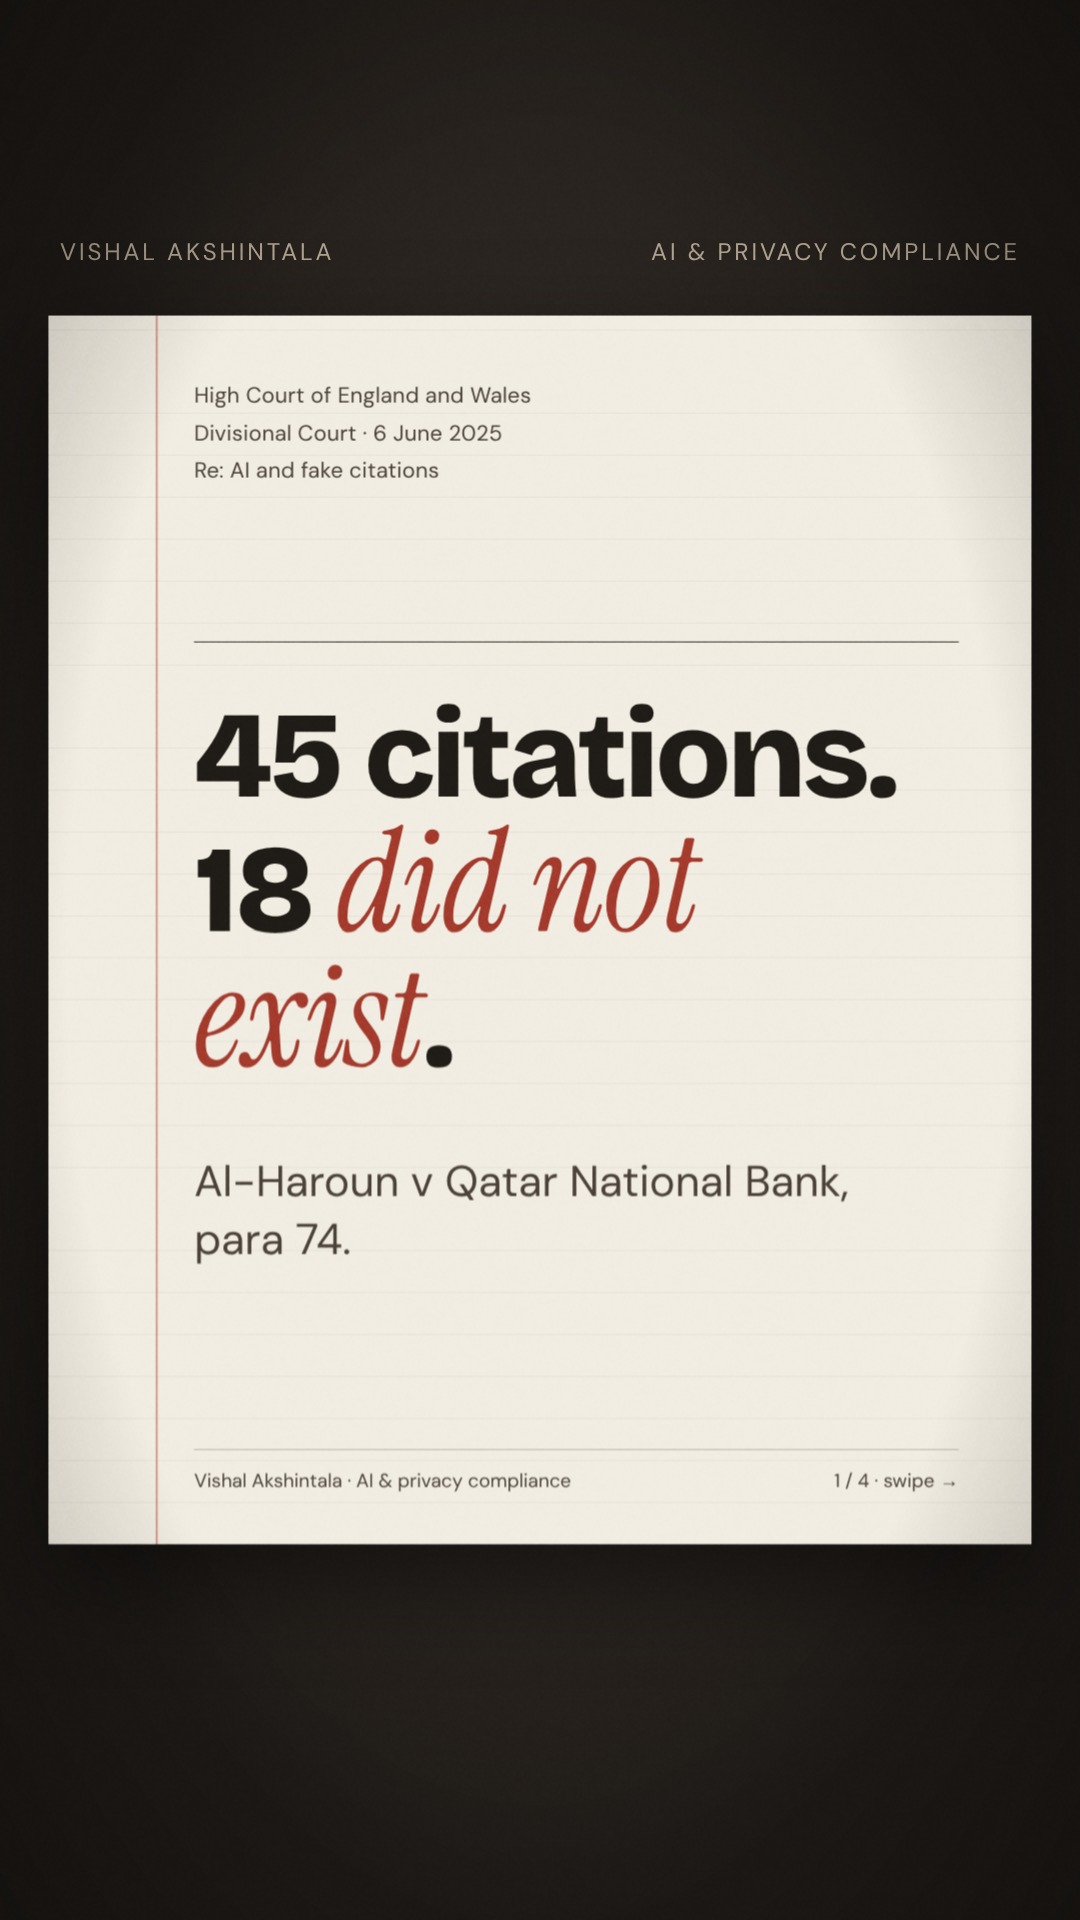 VISHAL AKSHINTALA
AI & PRIVACY COMPLIANCE
High Court of England and Wales
Divisional Court · 6 June 2025
Re: AI and fake citations
45 citations.
18 did not
exist.
Al-Haroun v Qatar National Bank,
para 74.
Vishal Akshintala · AI & privacy compliance
1 / 4 · swipe →